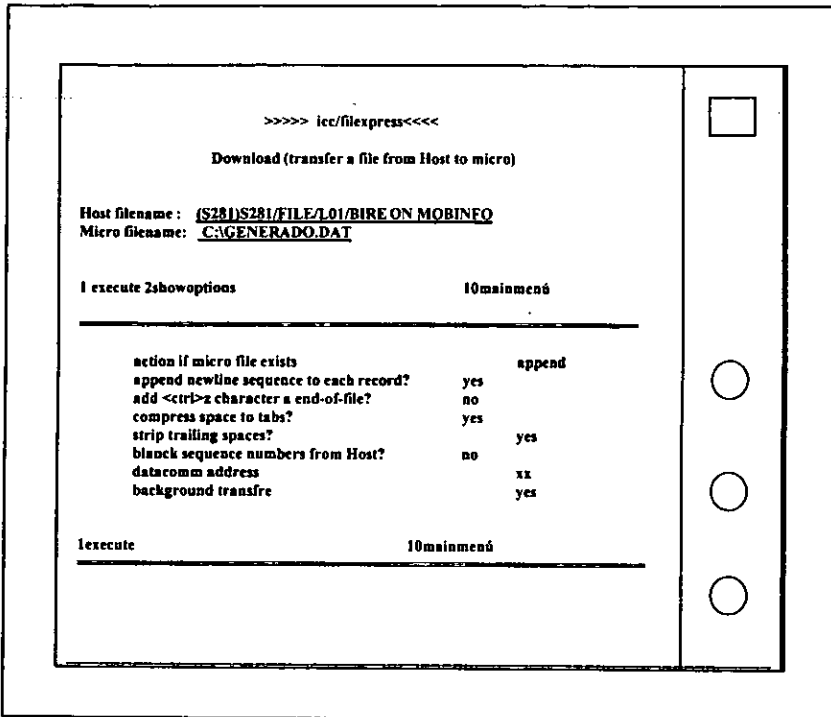 >>>>> icc/filexpress<<<<
Download (transfer a file from Host to micro)
Host filename : (S281)S281/FILE/L01/BIRE ON MOBINFO
Micro filename: C:\GENERADO.DAT
1 execute 2showoptions 10mainmenú
action if micro file exists append
append newline sequence to each record? yes
add <ctrl>z character a end-of-file? no
compress space to tabs? yes
strip trailing spaces? yes
blanck sequence numbers from Host? no
datacomm address xx
background transfre yes
1execute 10mainmenú